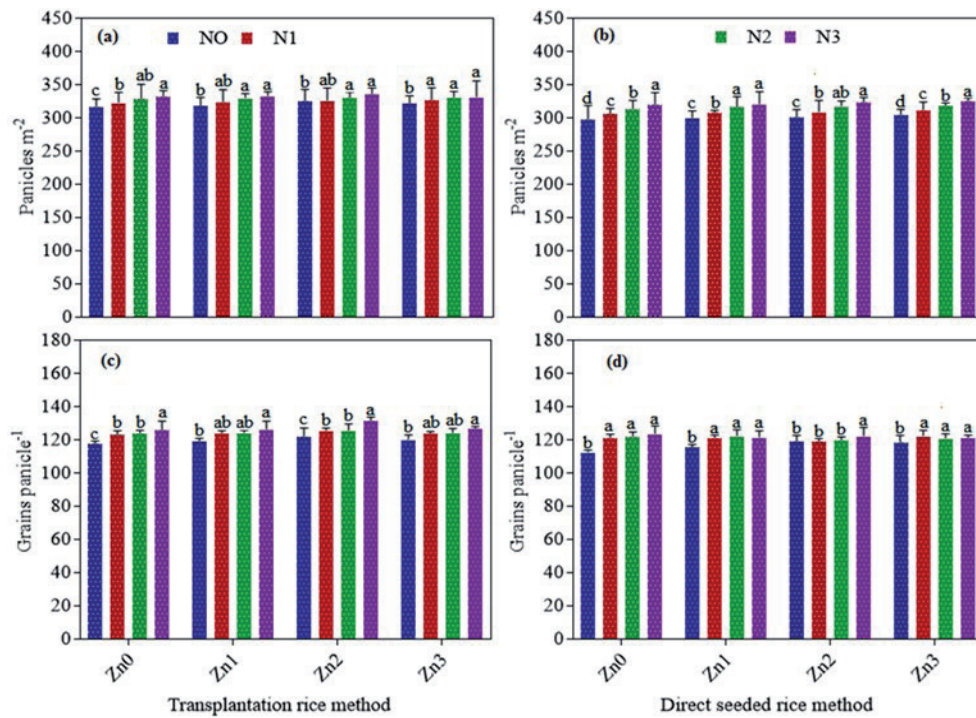 (a) NO N1
450
400
350
300
250
200
150
100
50
0
Panicles m-2
c b ab a b ab a a b ab a a b a a a
(b) N2 N3
450
400
350
300
250
200
150
100
50
0
Panicles m-2
d c b a c b a a c b ab a d c b a
(c)
180
160
140
120
100
80
60
40
20
0
Grains panicle-1
c b b a b ab ab a c b b a b ab ab a
Zn0 Zn1 Zn2 Zn3
Transplantation rice method
(d)
180
160
140
120
100
80
60
40
20
0
Grains panicle-1
b a a a b a a a b b b a b a a a
Zn0 Zn1 Zn2 Zn3
Direct seeded rice method